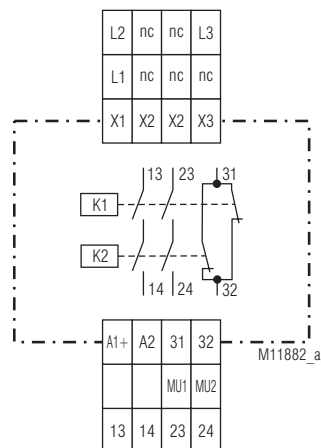 L2 nc nc L3
L1 nc nc nc
X1 X2 X2 X3
13 23 31
K1
K2
14 24 32
A1+ A2 31 32
M11882_a
MU1 MU2
13 14 23 24